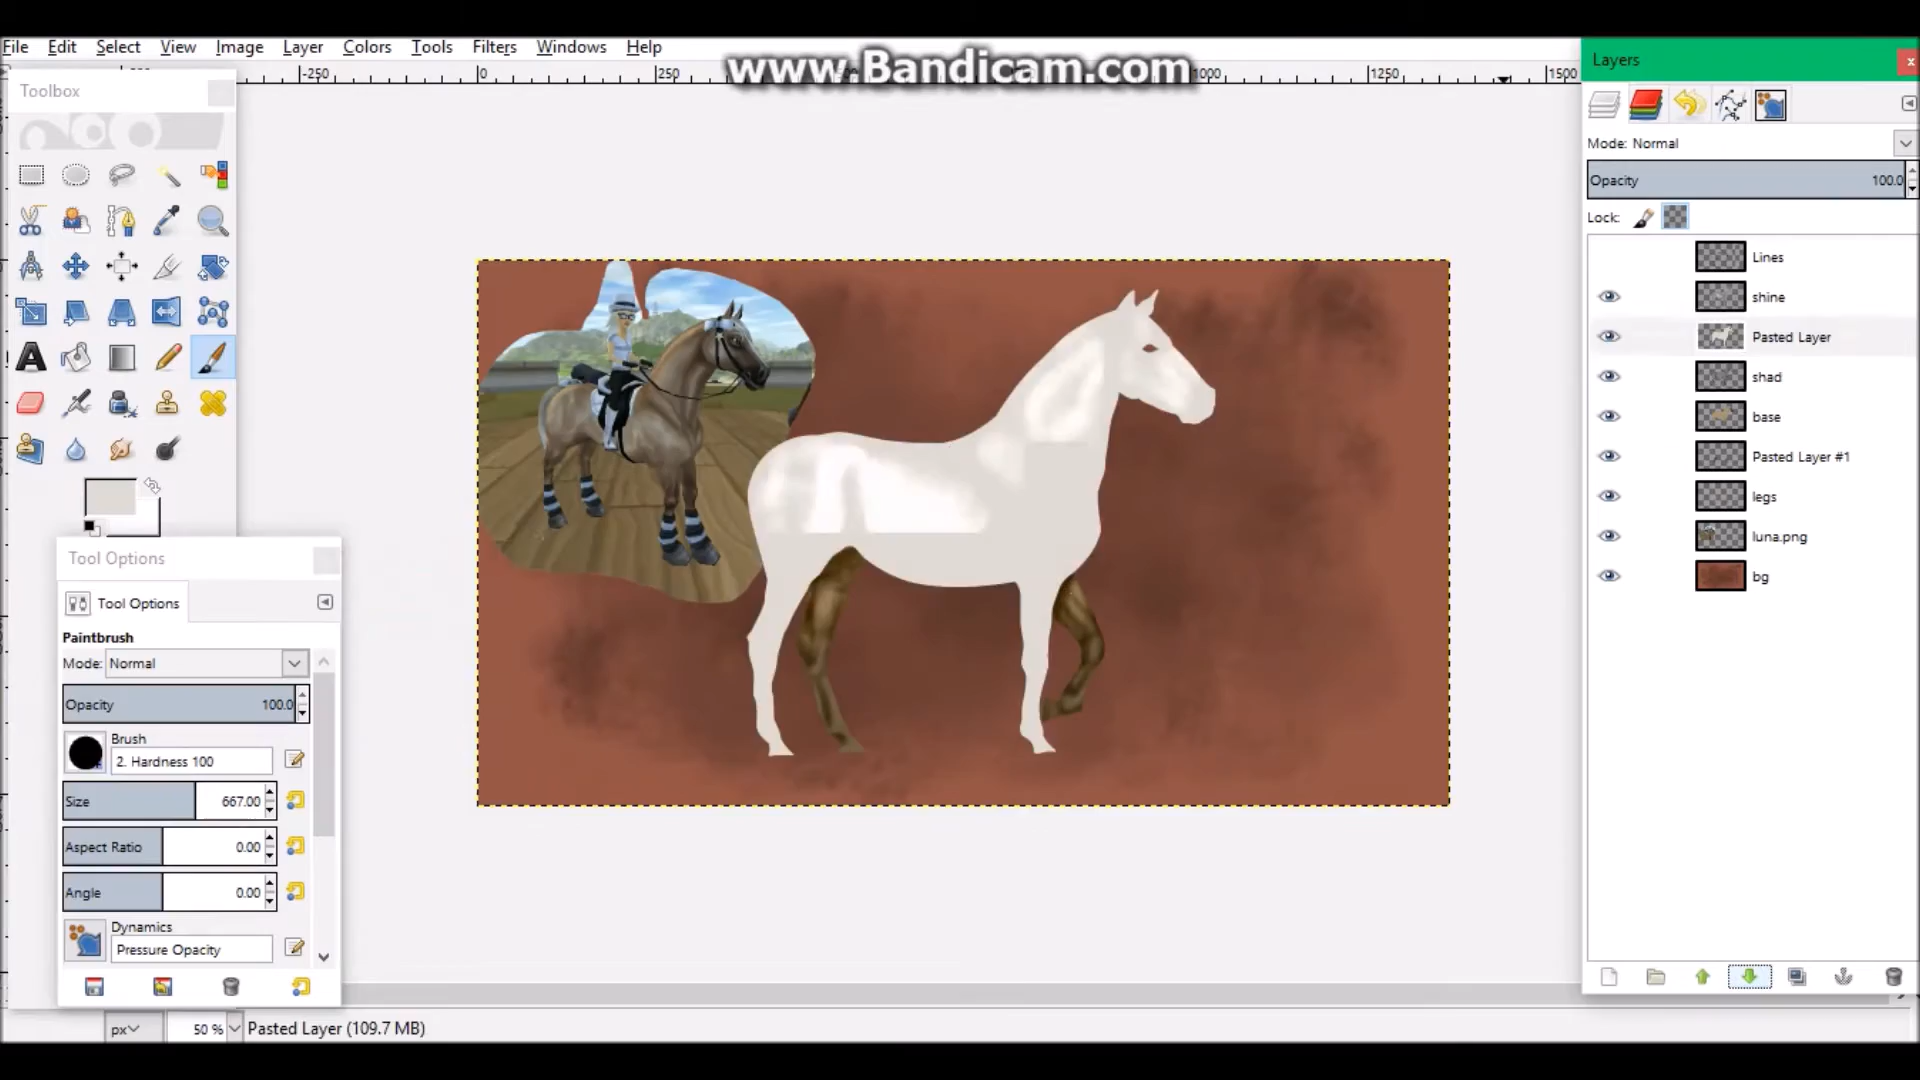 File Edit Select View Image Layer Colors Tools Filters Windows Help
www.Bandicam.com
-250 0 250 1000 1250 1500
Toolbox
Tool Options
Tool Options
Paintbrush
Mode: Normal
Opacity 100.0
Brush
2. Hardness 100
Size 667.00
Aspect Ratio 0.00
Angle 0.00
Dynamics
Pressure Opacity
px 50 % Pasted Layer (109.7 MB)
Layers
Mode: Normal
Opacity 100.0
Lock:
Lines
shine
Pasted Layer
shad
base
Pasted Layer #1
legs
luna.png
bg